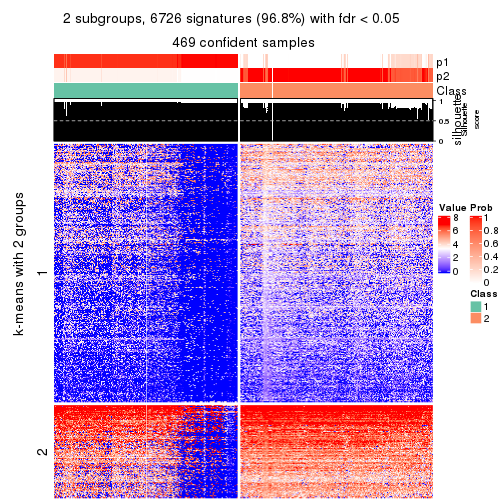 2 subgroups, 6726 signatures (96.8%) with fdr < 0.05
469 confident samples
p1
p2
Class
silhouette
Silhouette
score
1
0.5
0
k-means with 2 groups
1
2
Value
8
6
4
2
0
Prob
1
0.8
0.6
0.4
0.2
0
Class
1
2